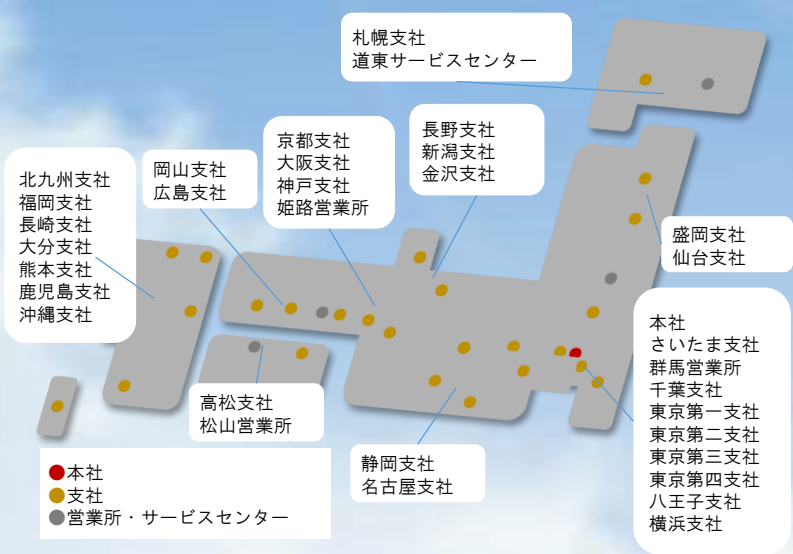 札幌支社
道東サービスセンター
長野支社
新潟支社
金沢支社
京都支社
大阪支社
神戸支社
姫路営業所
岡山支社
広島支社
北九州支社
福岡支社
長崎支社
大分支社
熊本支社
鹿児島支社
沖縄支社
盛岡支社
仙台支社
本社
さいたま支社
群馬営業所
千葉支社
東京第一支社
東京第二支社
東京第三支社
東京第四支社
八王子支社
横浜支社
高松支社
松山営業所
静岡支社
名古屋支社
本社
支社
営業所・サービスセンター